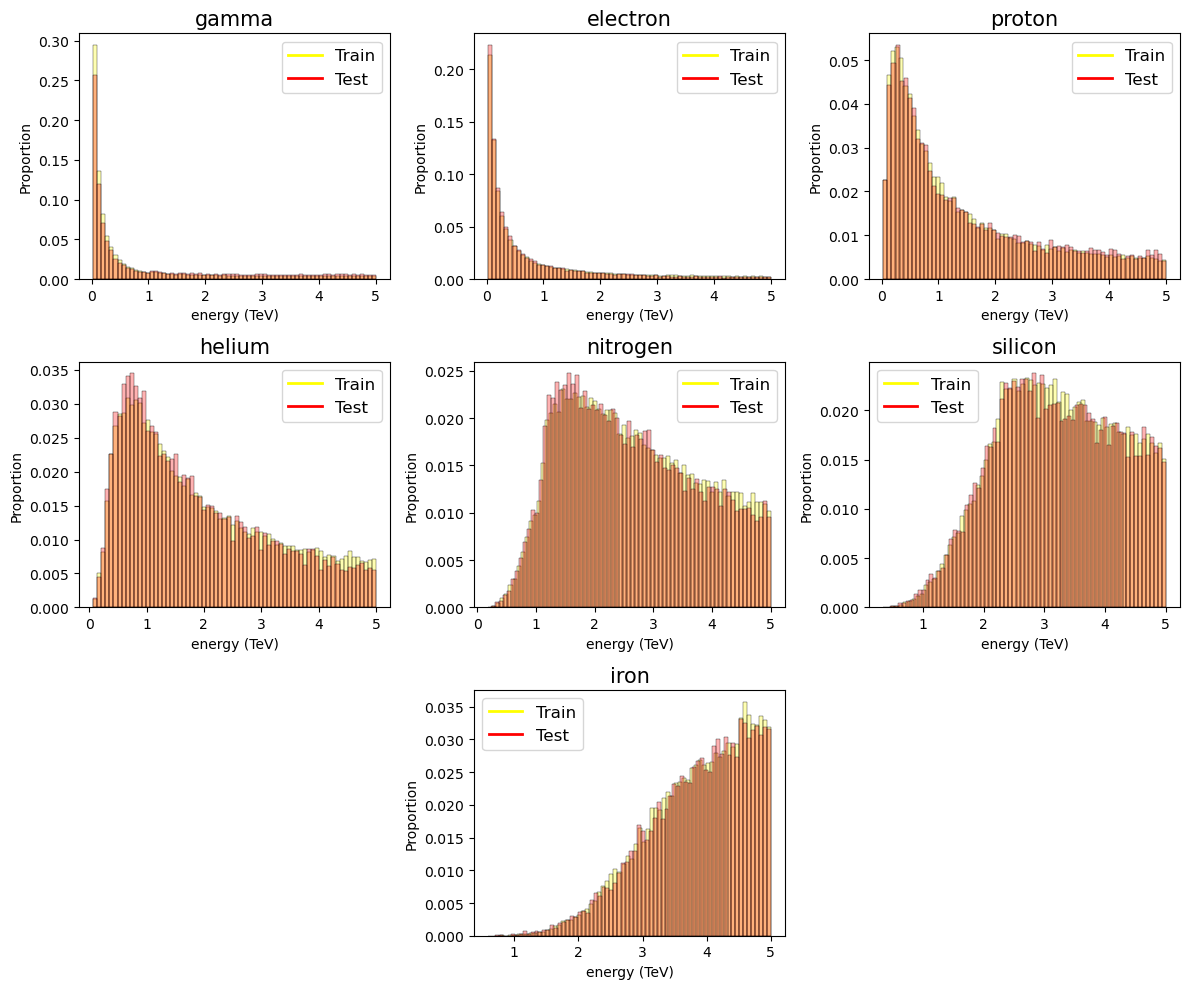 gamma
Proportion
0.30
0.25
0.20
0.15
0.10
0.05
0.00
0 1 2 3 4 5
energy (TeV)
Train
Test
electron
Proportion
0.20
0.15
0.10
0.05
0.00
0 1 2 3 4 5
energy (TeV)
Train
Test
proton
Proportion
0.05
0.04
0.03
0.02
0.01
0.00
0 1 2 3 4 5
energy (TeV)
Train
Test
helium
Proportion
0.035
0.030
0.025
0.020
0.015
0.010
0.005
0.000
0 1 2 3 4 5
energy (TeV)
Train
Test
nitrogen
Proportion
0.025
0.020
0.015
0.010
0.005
0.000
0 1 2 3 4 5
energy (TeV)
Train
Test
silicon
Proportion
0.020
0.015
0.010
0.005
0.000
1 2 3 4 5
energy (TeV)
Train
Test
iron
Proportion
0.035
0.030
0.025
0.020
0.015
0.010
0.005
0.000
1 2 3 4 5
energy (TeV)
Train
Test